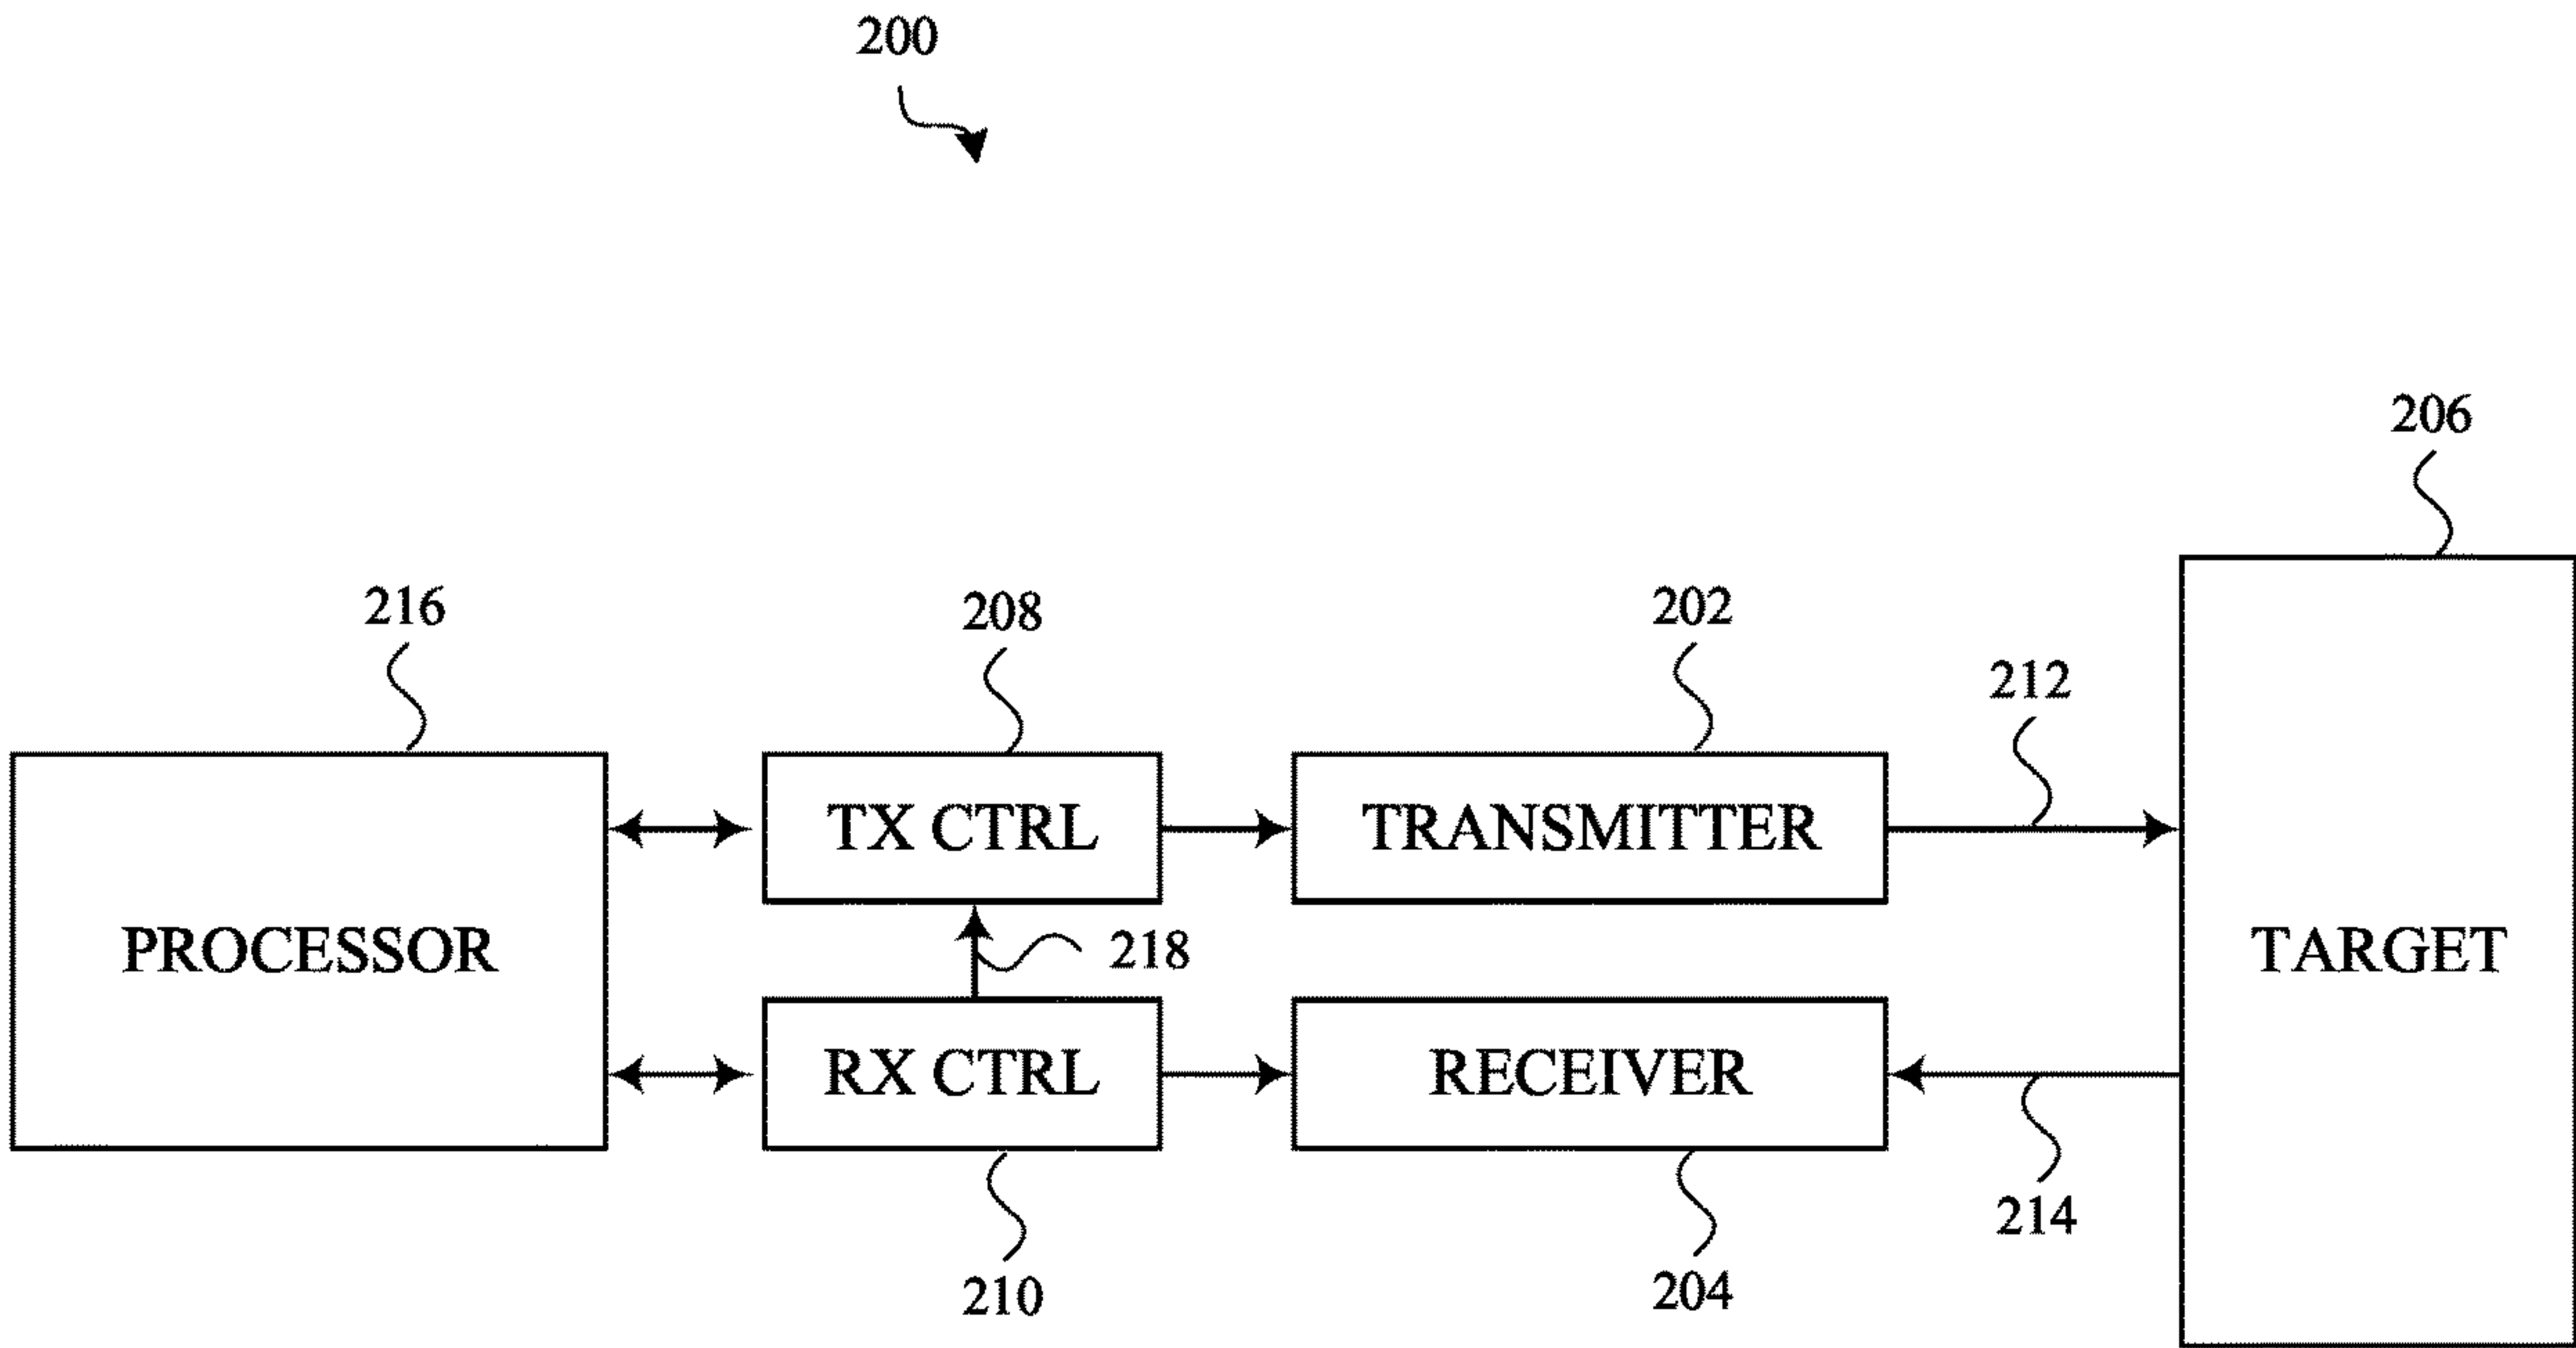 200
206
216
208
202
212
TX CTRL
TRANSMITTER
PROCESSOR
218
TARGET
RX CTRL
RECEIVER
214
210
204